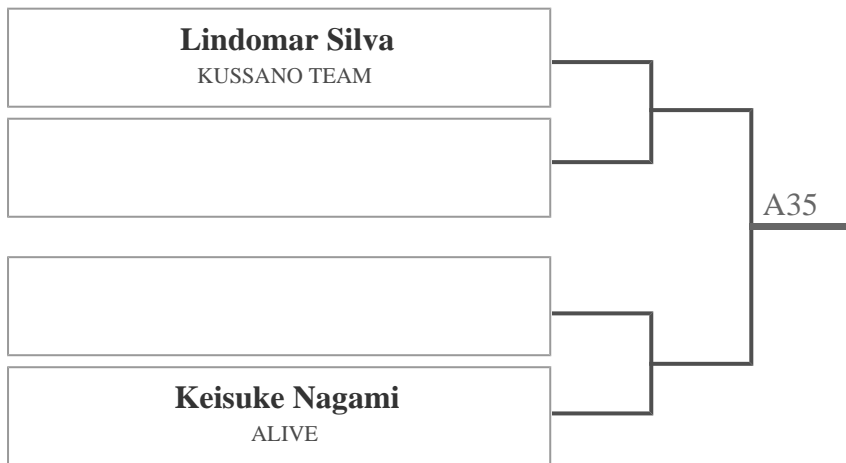 Lindomar Silva
KUSSANO TEAM
A35
Keisuke Nagami
ALIVE